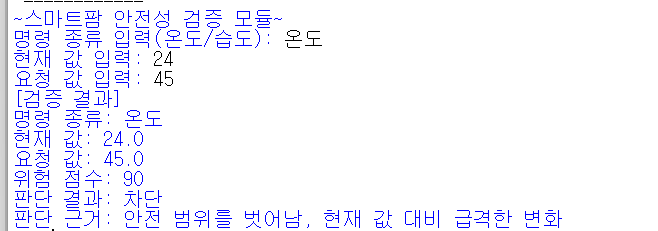 ------------
~스마트팜 안전성 검증 모듈~
명령 종류 입력(온도/습도): 온도
현재 값 입력: 24
요청 값 입력: 45
[검증 결과]
명령 종류: 온도
현재 값: 24.0
요청 값: 45.0
위험 점수: 90
판단 결과: 차단
판단 근거: 안전 범위를 벗어남, 현재 값 대비 급격한 변화